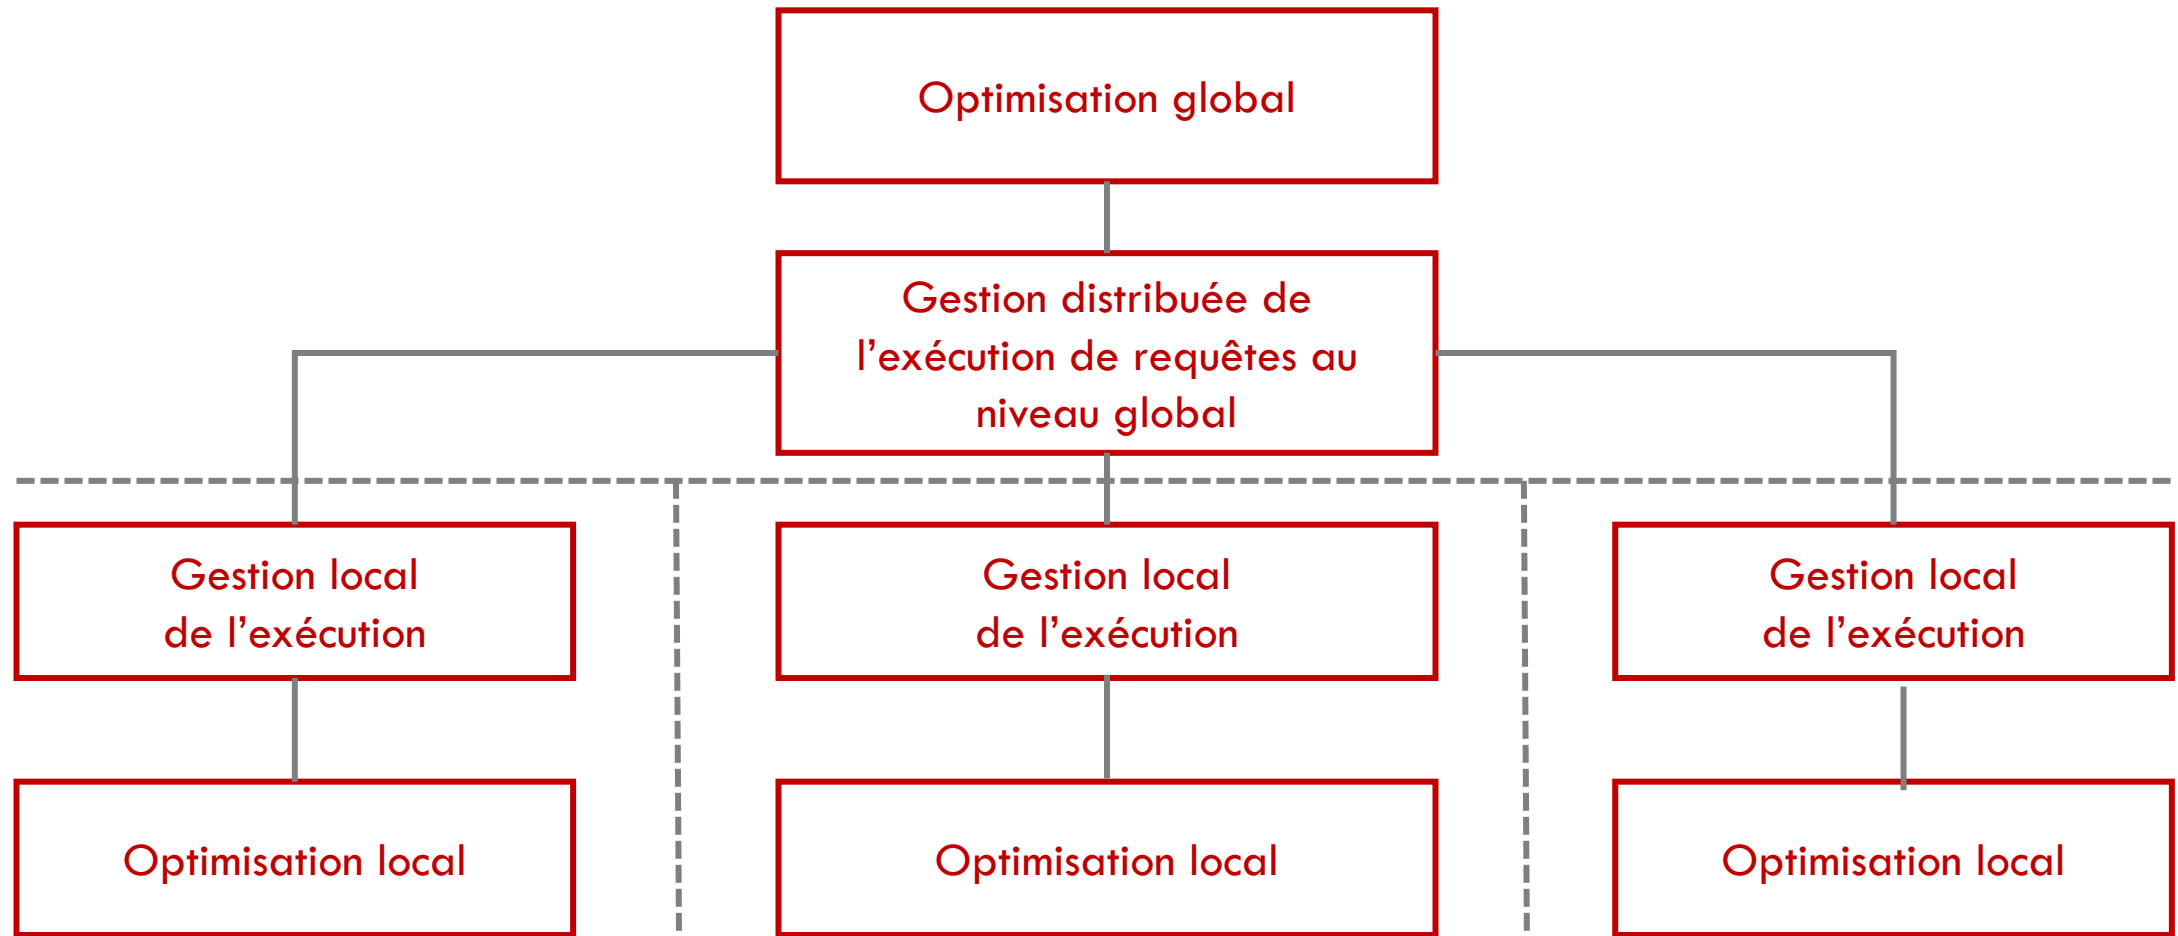 Optimisation global
Gestion distribuée de
l’exécution de requêtes au
niveau global
Gestion local
de l’exécution
Gestion local
de l’exécution
Gestion local
de l’exécution
Optimisation local
Optimisation local
Optimisation local